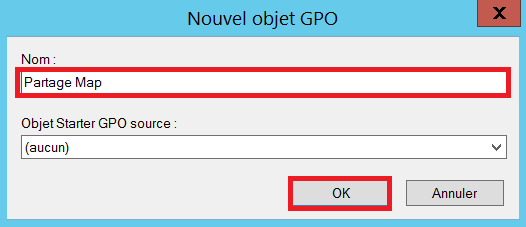 Nouvel objet GPO
X
Nom :
Partage Map
Objet Starter GPO source :
(aucun)
OK
Annuler